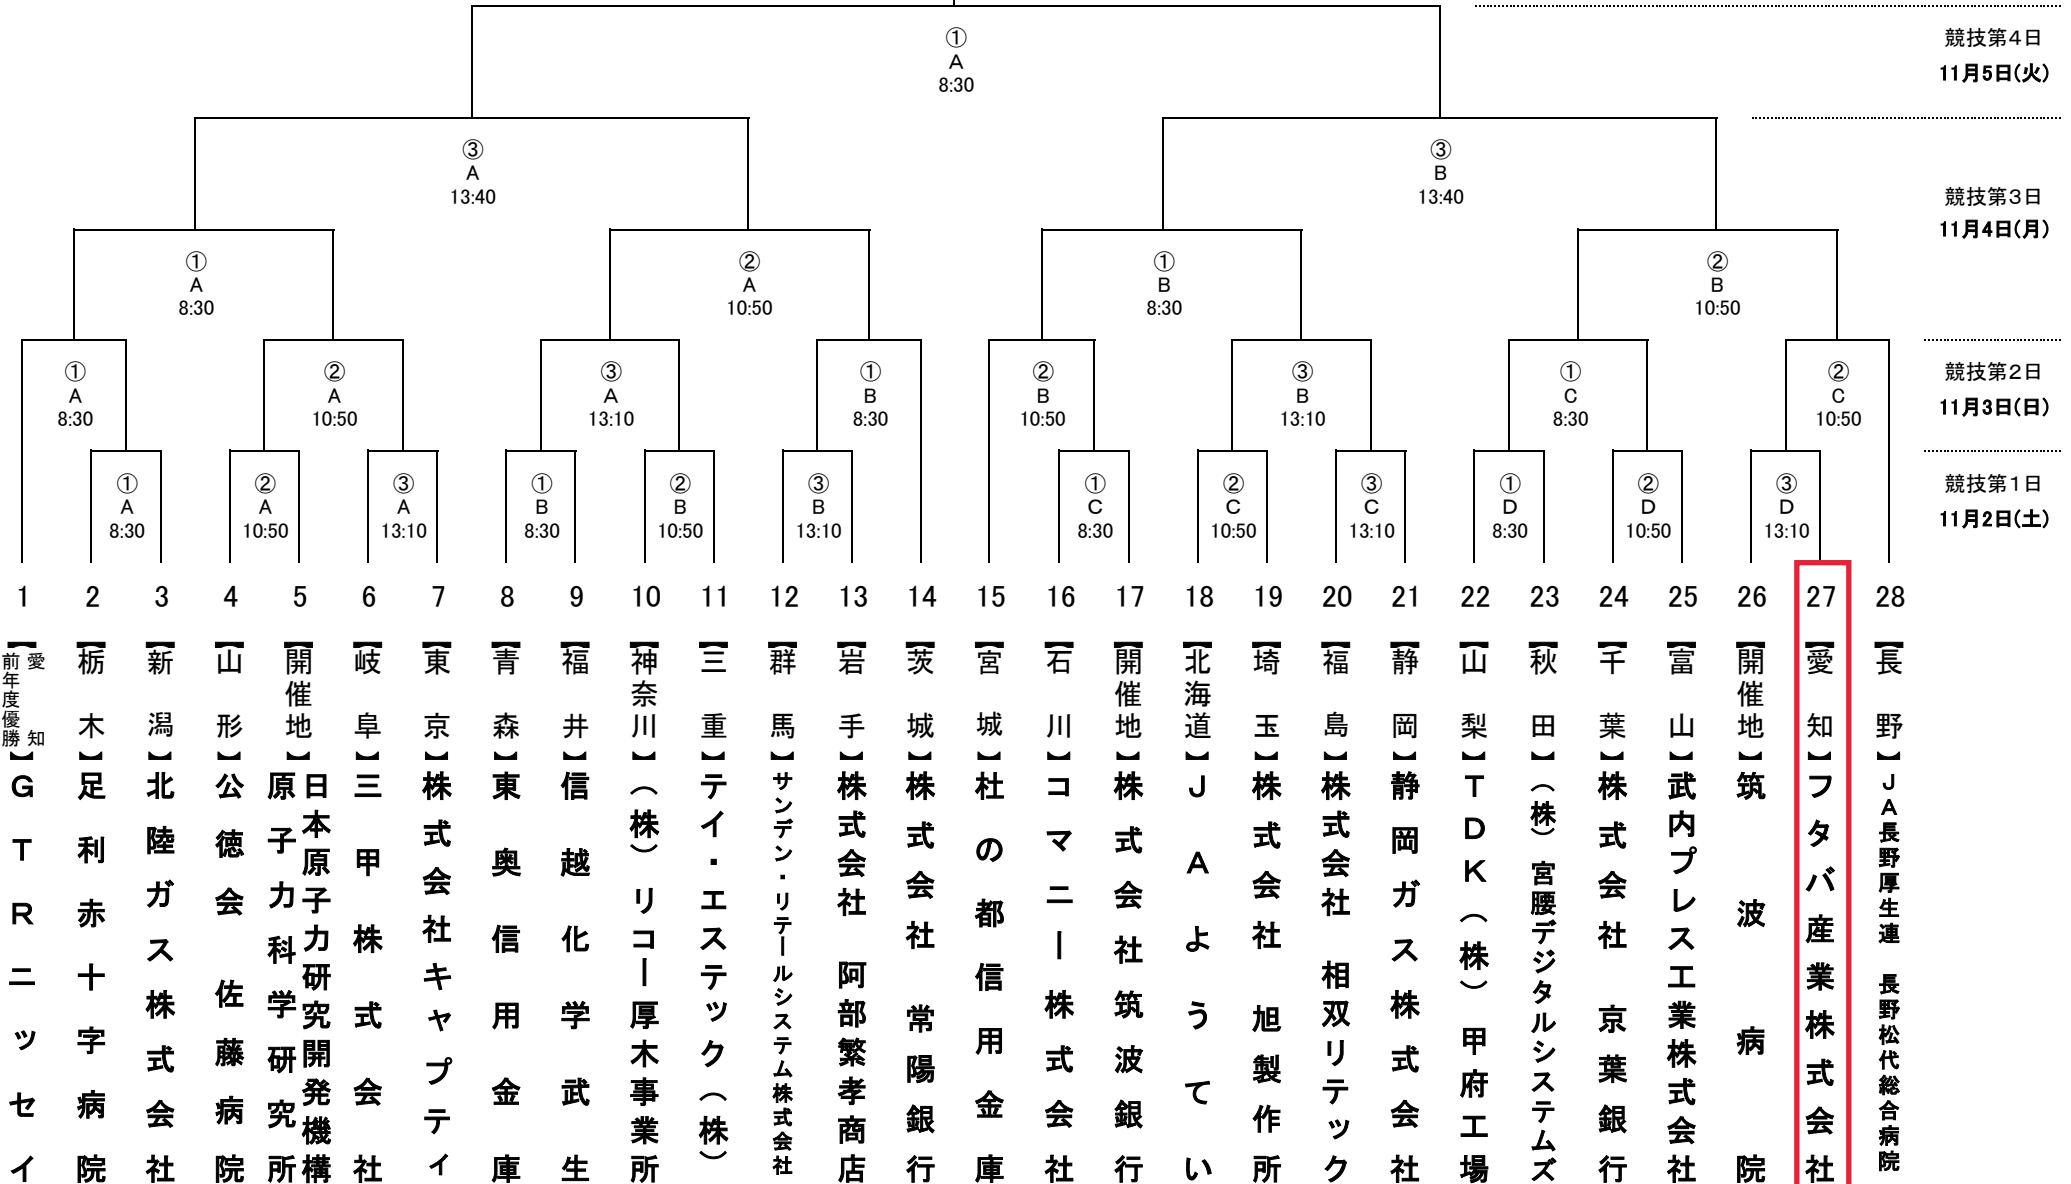 ①
A
8:30
競技第4日
11月5日(火)
③
A
13:40
③
B
13:40
競技第3日
11月4日(月)
①
A
8:30
②
A
10:50
①
B
8:30
②
B
10:50
①
A
8:30
②
A
10:50
③
A
13:10
①
B
8:30
②
B
10:50
③
B
13:10
①
C
8:30
②
C
10:50
競技第2日
11月3日(日)
①
A
8:30
②
A
10:50
③
A
13:10
①
B
8:30
②
B
10:50
③
B
13:10
①
C
8:30
②
C
10:50
③
C
13:10
①
D
8:30
②
D
10:50
③
D
13:10
競技第1日
11月2日(土)
1
【愛知
前年度優勝】
GTRニッセイ
2
【栃木】足利赤十字病院
3
【新潟】北陸ガス株式会社
4
【山形】公徳会 佐藤病院
5
【開催地】日本原子力研究開発機構
原子力科学研究所
6
【岐阜】三甲株式会社
7
【東京】株式会社キャプティ
8
【青森】東奥信用金庫
9
【福井】信越化学武生
10
【神奈川】(株)リコー厚木事業所
11
【三重】テイ・エステック(株)
12
【群馬】サンデン・リテールシステム株式会社
13
【岩手】株式会社 阿部繁孝商店
14
【茨城】株式会社 常陽銀行
15
【宮城】杜の都信用金庫
16
【石川】コマニー株式会社
17
【開催地】株式会社筑波銀行
18
【北海道】JAようてい
19
【埼玉】株式会社 旭製作所
20
【福島】株式会社 相双リテック
21
【静岡】静岡ガス株式会社
22
【山梨】TDK(株)甲府工場
23
【秋田】(株)宮腰デジタルシステムズ
24
【千葉】株式会社 京葉銀行
25
【富山】武内プレス工業株式会社
26
【開催地】筑波病院
27
【愛知】フタバ産業株式会社
28
【長野】JA長野厚生連 長野松代総合病院